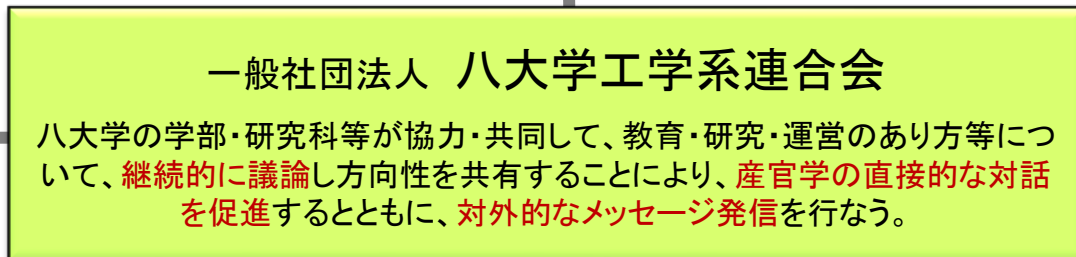 一般社団法人 八大学工学系連合会
八大学の学部・研究科等が協力・共同して、教育・研究・運営のあり方等につ
いて、継続的に議論し方向性を共有することにより、産官学の直接的な対話
を促進するとともに、対外的なメッセージ発信を行なう。